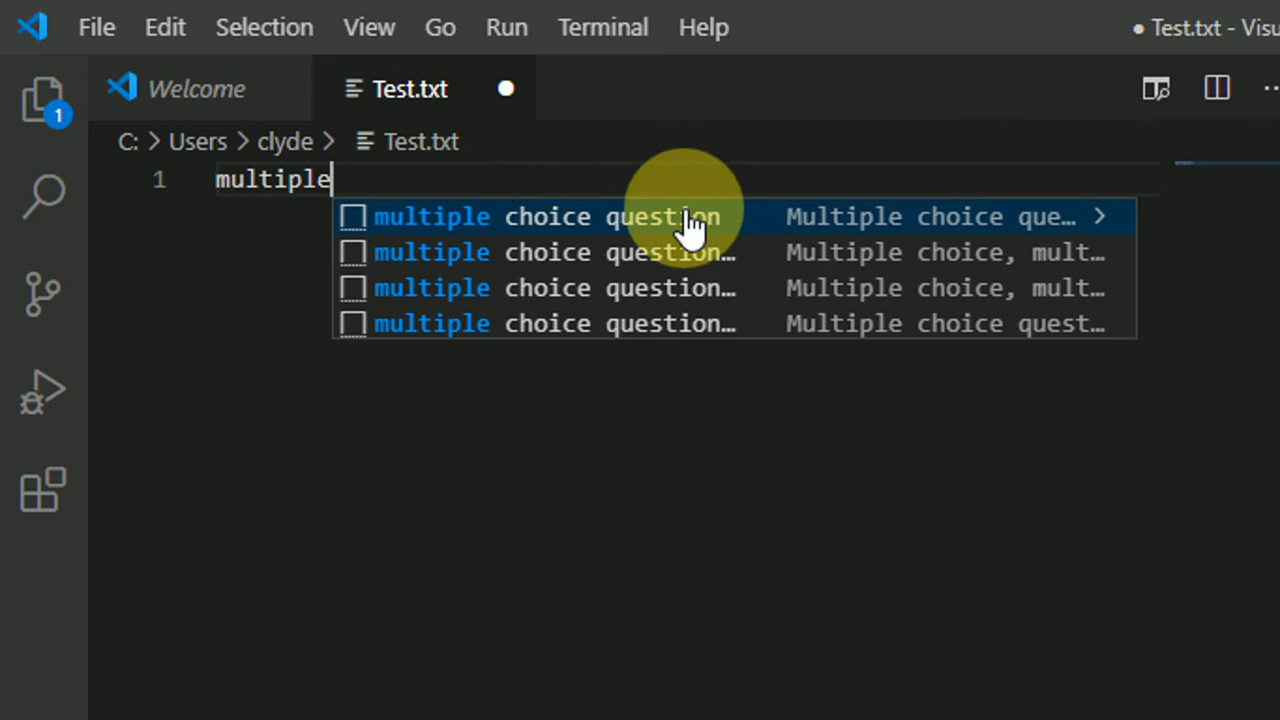 File Edit Selection View Go Run Terminal Help ● Test.txt - Visu
Welcome Test.txt
C: > Users > clyde > Test.txt
1 multiple
multiple choice question Multiple choice que… >
multiple choice question… Multiple choice, mult…
multiple choice question… Multiple choice, mult…
multiple choice question… Multiple choice quest…
1